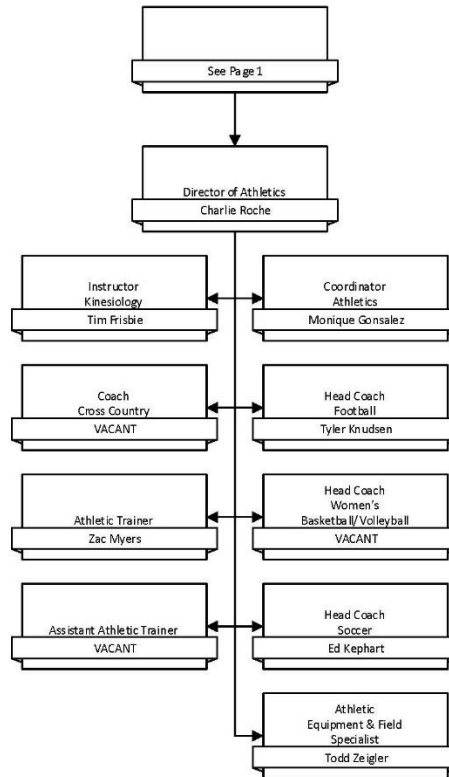 See Page 1
Director of Athletics
Charlie Roche
Instructor
Kinesiology
Tim Frisbie
Coordinator
Athletics
Monique Gonsalez
Coach
Cross Country
VACANT
Head Coach
Football
Tyler Knudsen
Athletic Trainer
Zac Myers
Head Coach
Women's
Basketball/Volleyball
VACANT
Assistant Athletic Trainer
VACANT
Head Coach
Soccer
Ed Kephart
Athletic
Equipment & Field
Specialist
Todd Zeigler